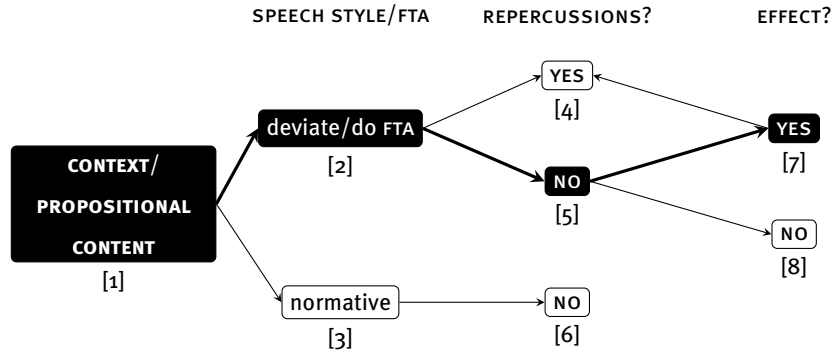 SPEECH STYLE/FTA REPERCUSSIONS? EFFECT?
YES
[4]
deviate/do FTA YES
[2] [7]
CONTEXT/
PROPOSITIONAL
CONTENT
[1]
NO
[5]
NO
[8]
normative NO
[3] [6]